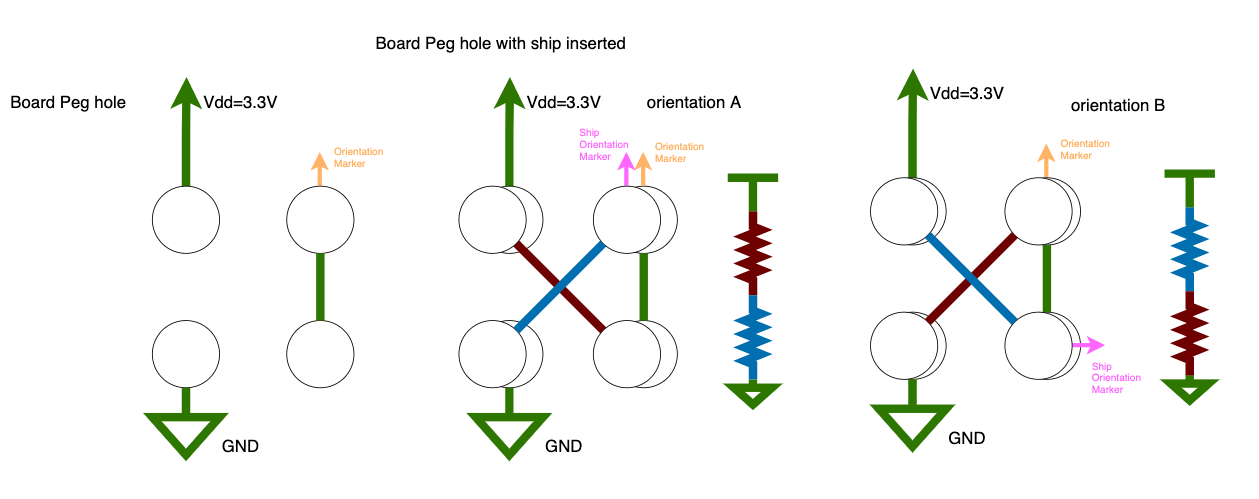 Board Peg hole with ship inserted
Board Peg hole
Vdd=3.3V
Orientation
Marker
Vdd=3.3V
orientation A
Ship
Orientation
Marker
Orientation
Marker
Vdd=3.3V
orientation B
Orientation
Marker
Ship
Orientation
Marker
GND
GND
GND